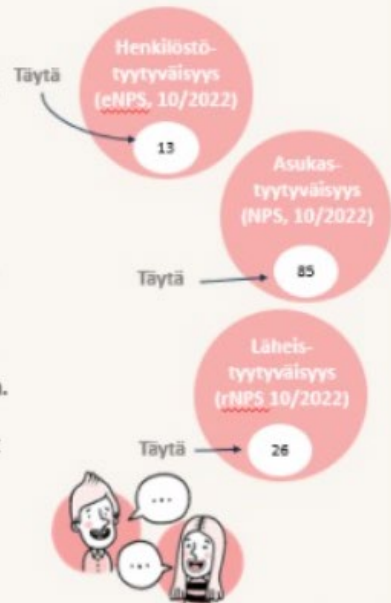 Henkilöstö-
tyytyväisyys
(eNPS, 10/2022)
Täytä
13
Asukas-
tyytyväisyys
(NPS, 10/2022)
Täytä
85
Läheis-
tyytyväisyys
(rNPS 10/2022)
Täytä
26
...
...